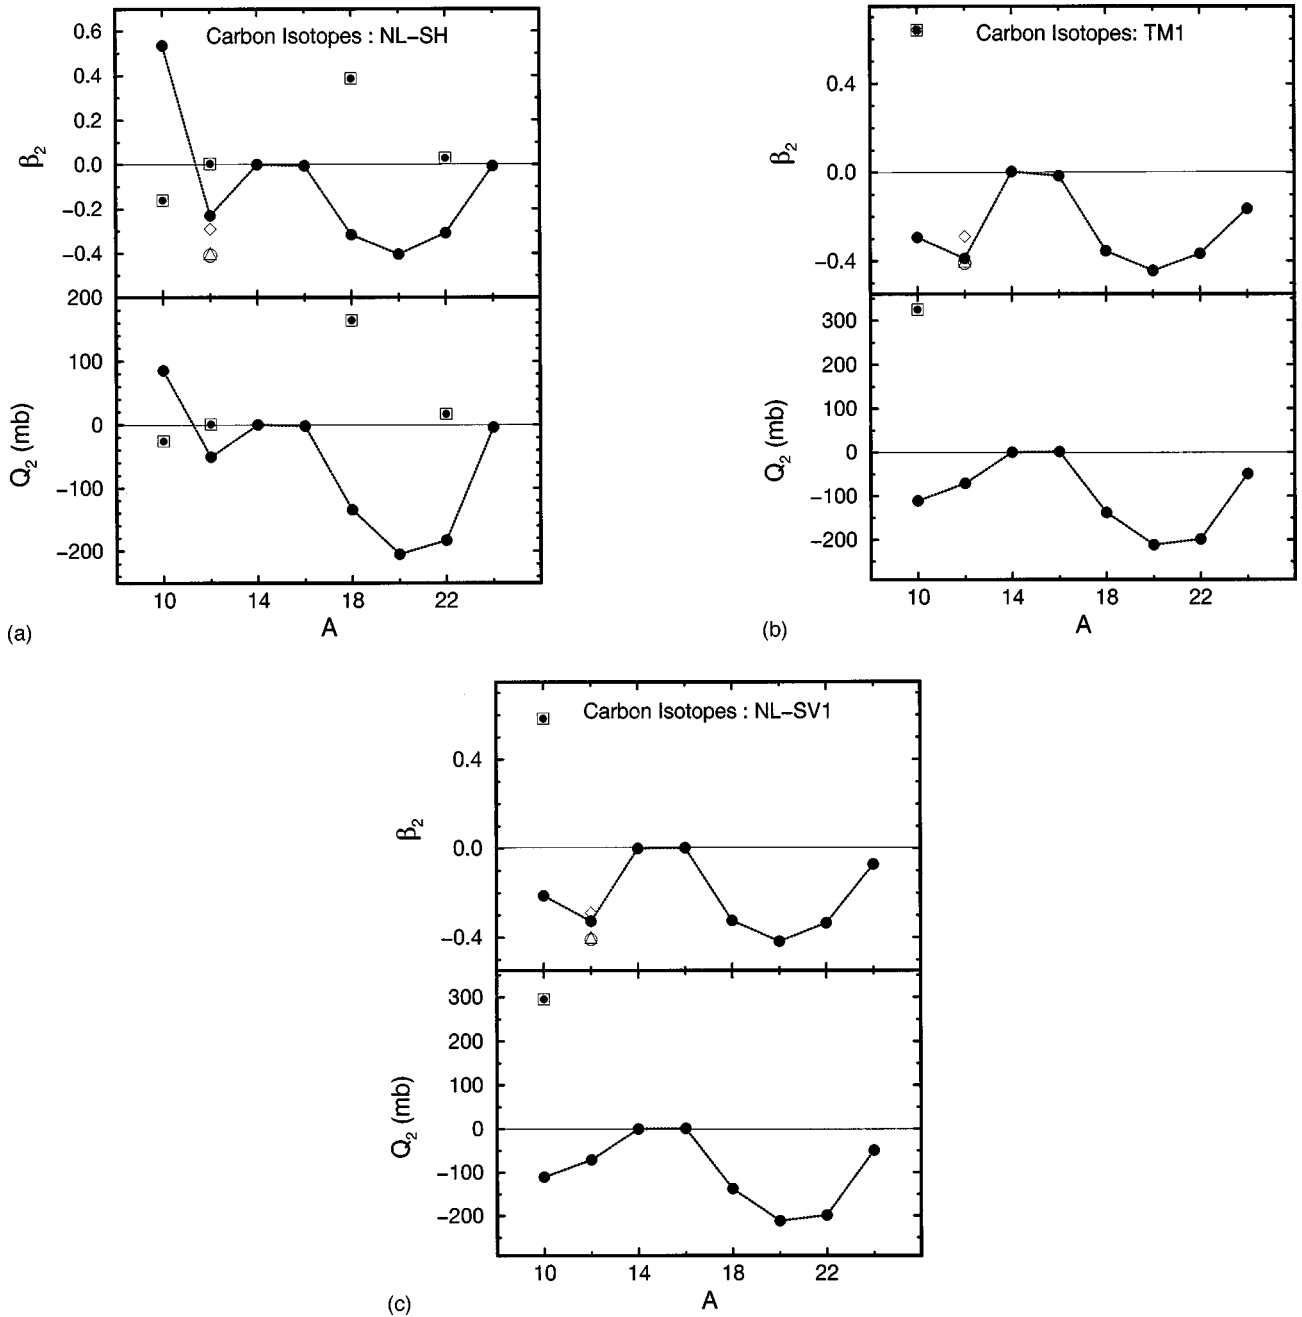 Carbon Isotopes : NL-SH
0.6
0.4
0.2
0.0
-0.2
-0.4
β2
200
100
0
-100
-200
Q2 (mb)
10 14 18 22
A
(a)
Carbon Isotopes: TM1
0.4
0.0
-0.4
β2
300
200
100
0
-100
-200
Q2 (mb)
10 14 18 22
A
(b)
Carbon Isotopes : NL-SV1
0.4
0.0
-0.4
β2
300
200
100
0
-100
-200
Q2 (mb)
10 14 18 22
A
(c)